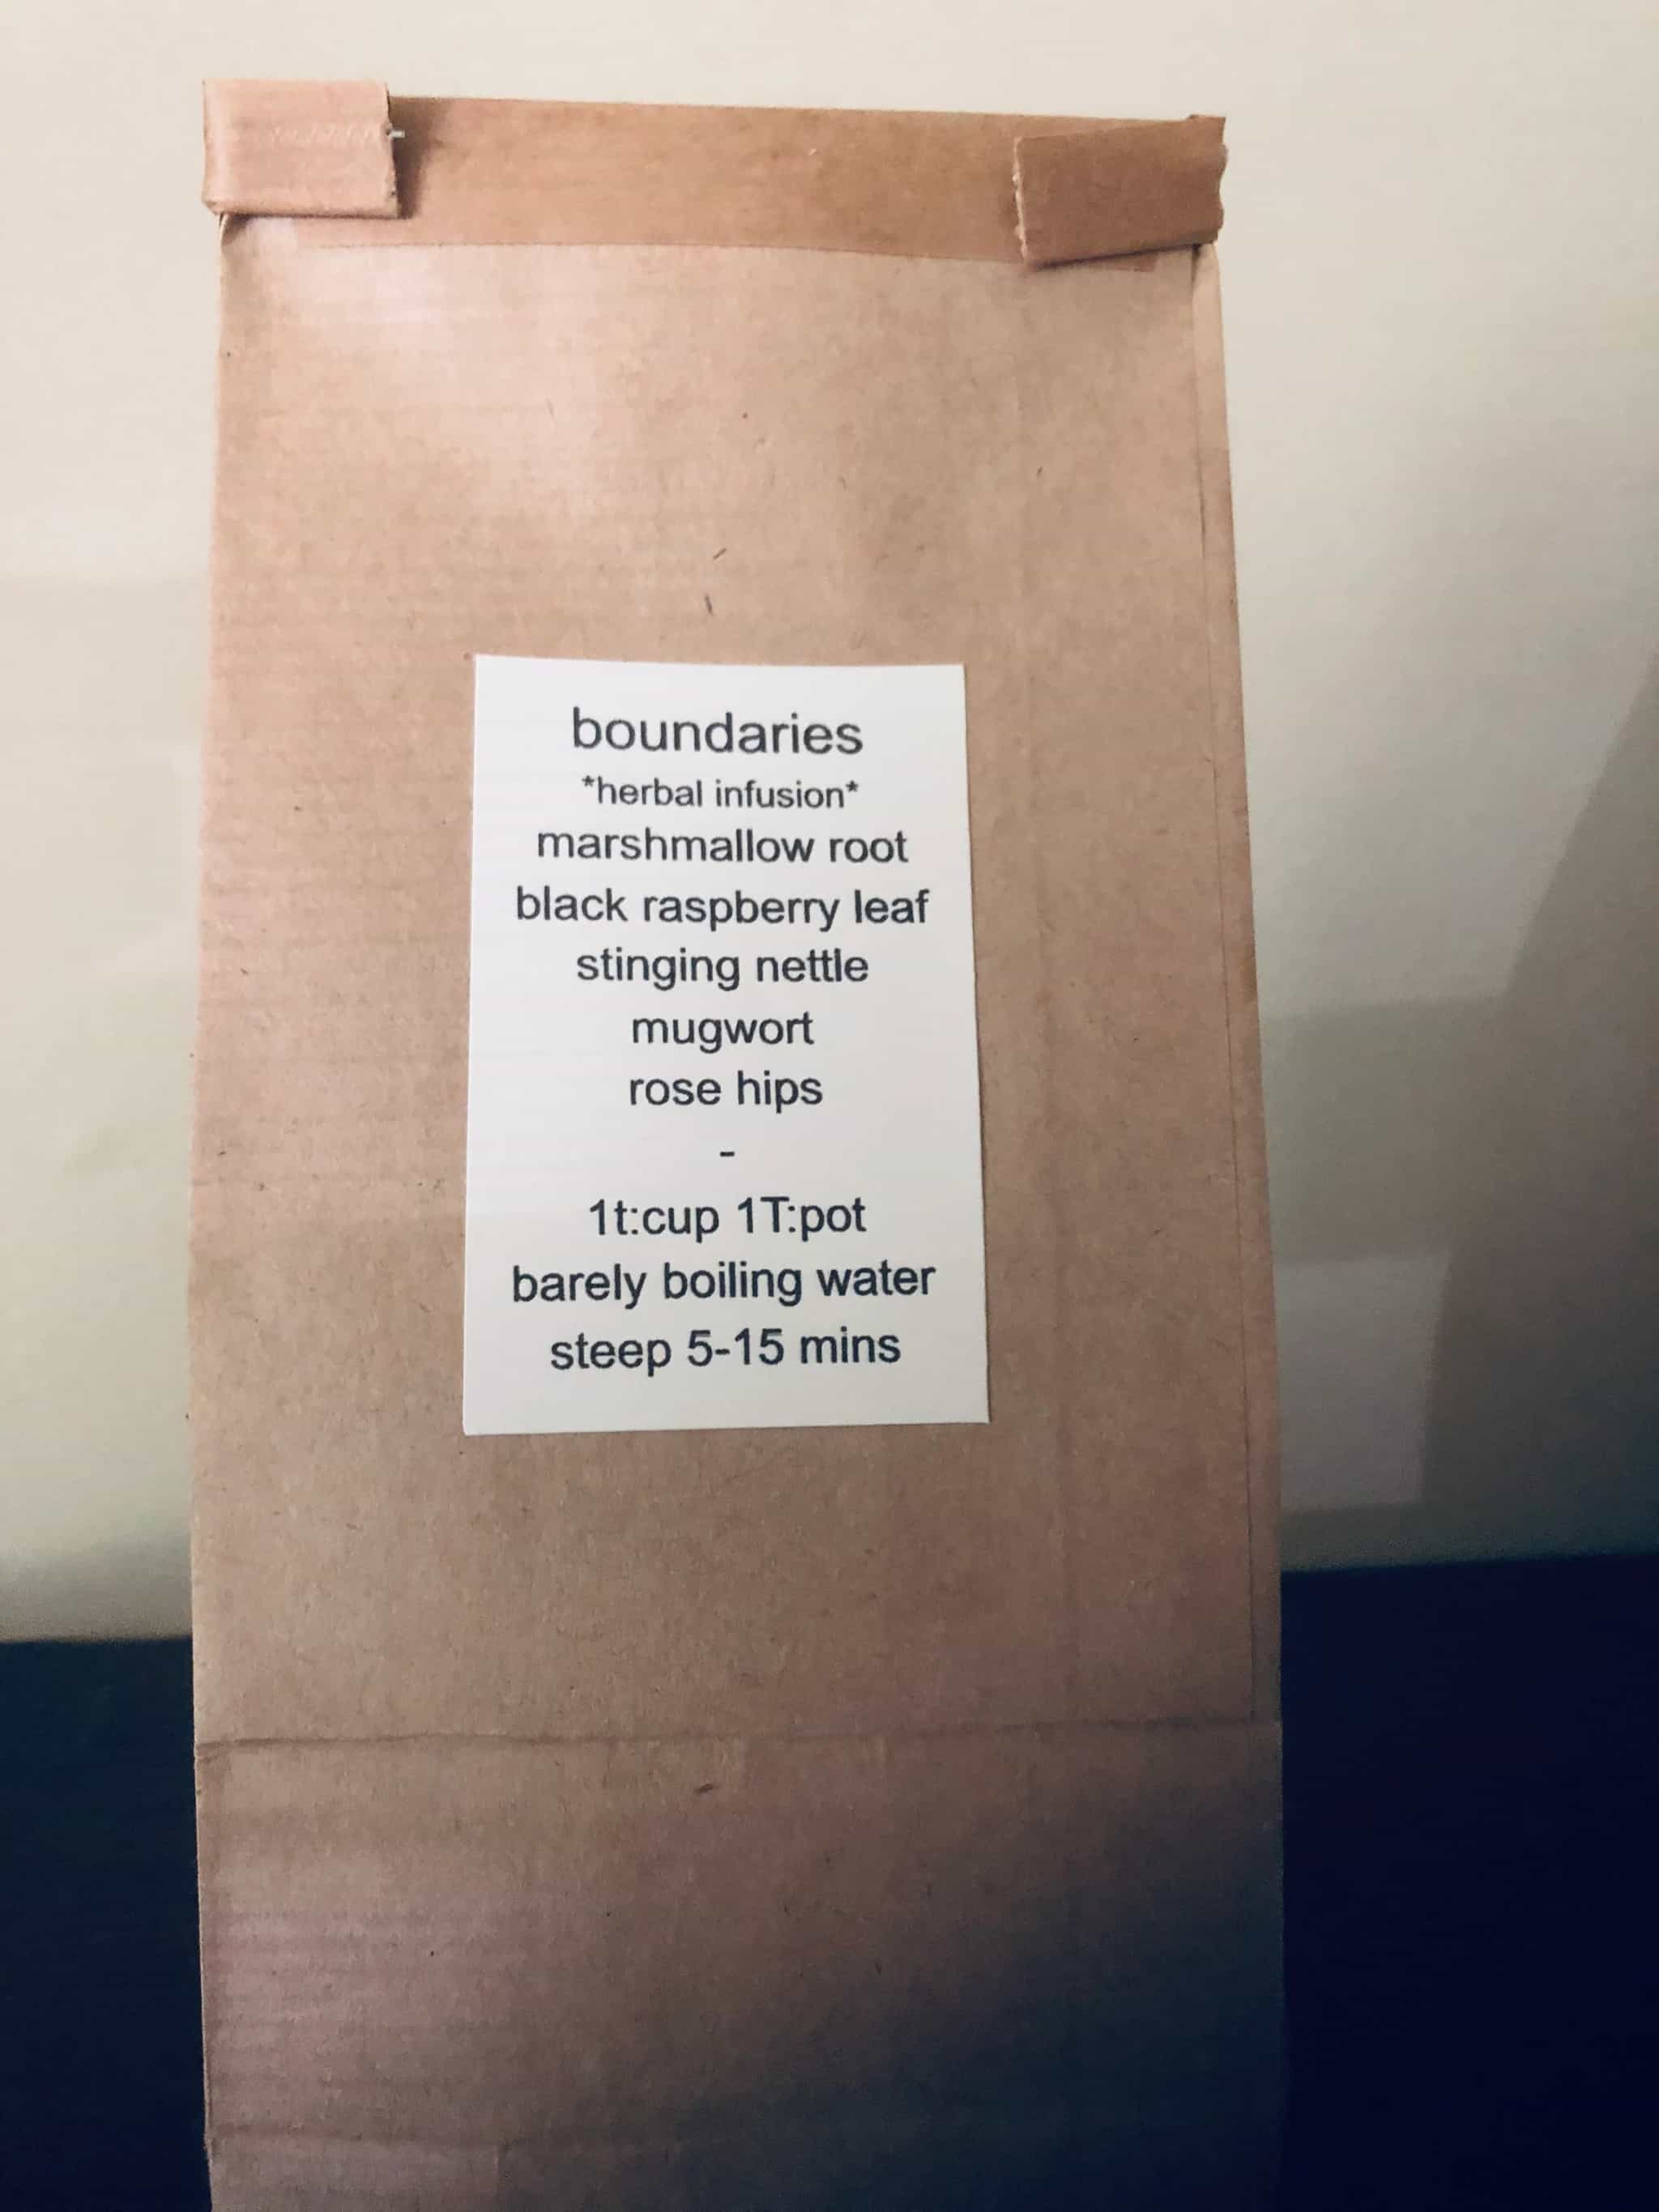 boundaries
*herbal infusion*
marshmallow root
black raspberry leaf
stinging nettle
mugwort
rose hips
-
1t:cup 1T:pot
barely boiling water
steep 5-15 mins